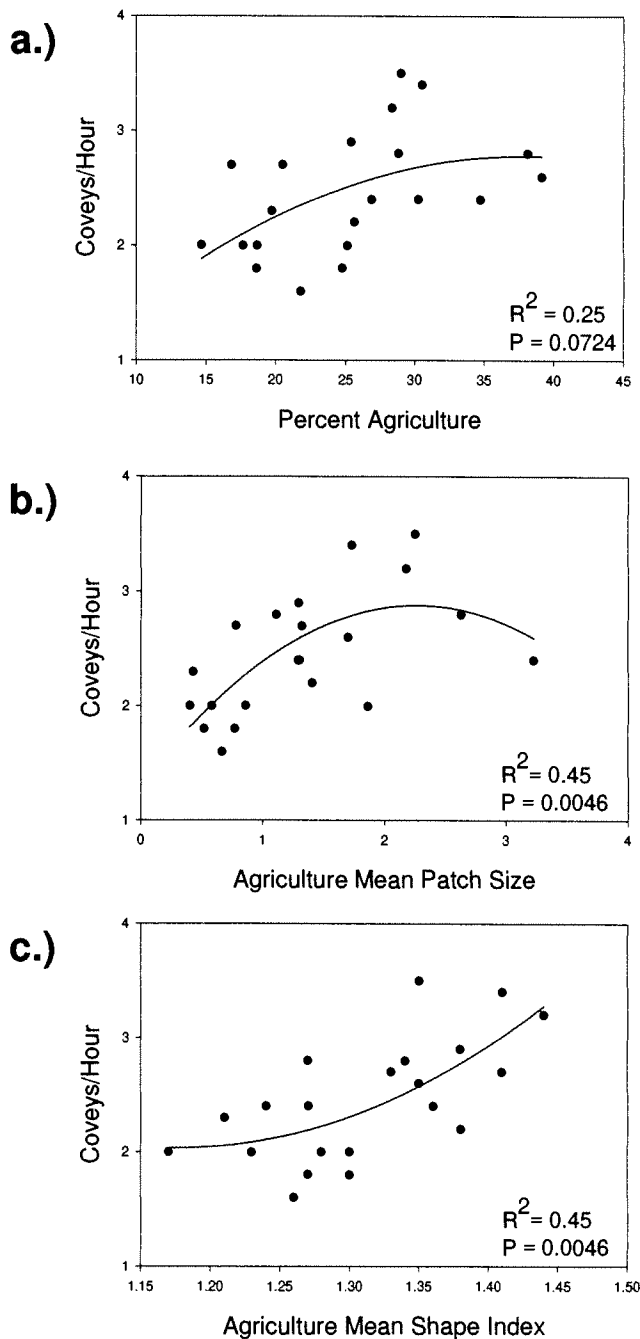 a.)
4
3
2
1
Coveys/Hour
R2 = 0.25
P = 0.0724
10 15 20 25 30 35 40 45
Percent Agriculture
b.)
4
3
2
1
Coveys/Hour
R2 = 0.45
P = 0.0046
0 1 2 3 4
Agriculture Mean Patch Size
c.)
4
3
2
1
Coveys/Hour
R2 = 0.45
P = 0.0046
1.15 1.20 1.25 1.30 1.35 1.40 1.45 1.50
Agriculture Mean Shape Index